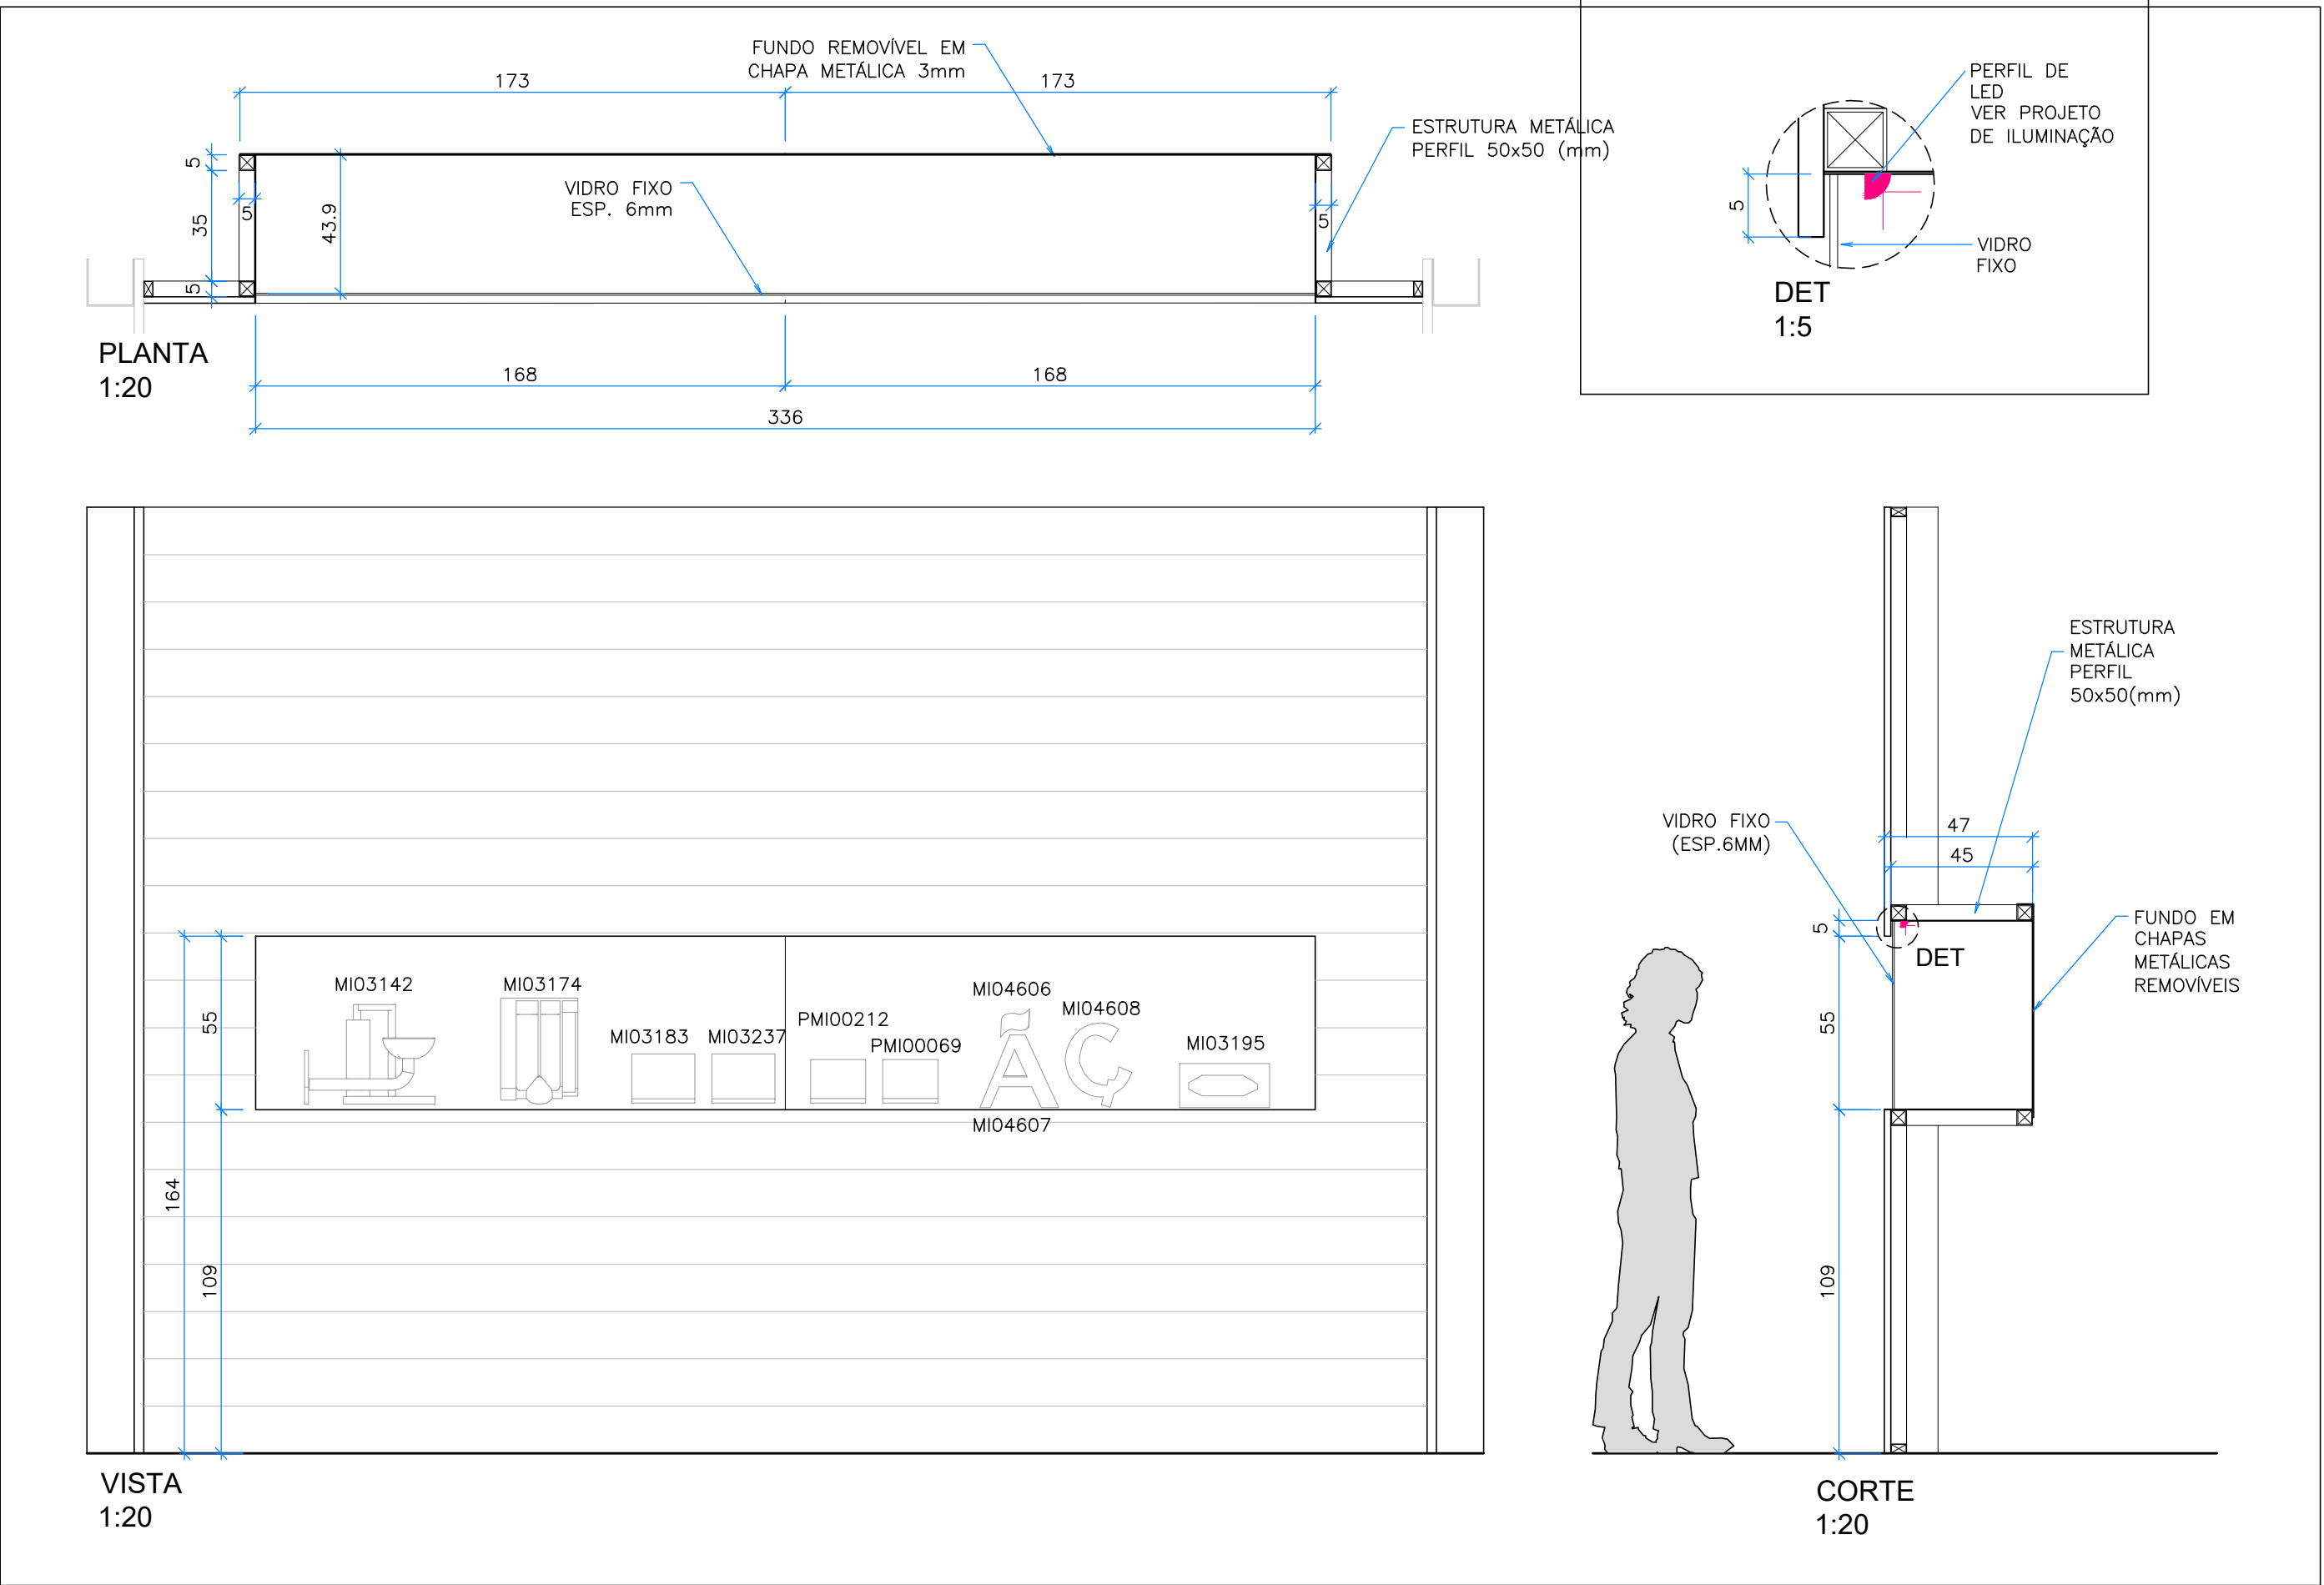 FUNDO REMOVÍVEL EM
CHAPA METÁLICA 3mm
173
173
ESTRUTURA METÁLICA
PERFIL 50x50 (mm)
VIDRO FIXO
ESP. 6mm
5
35
5
5
43.9
5
PLANTA
1:20
168
168
336
PERFIL DE
LED
VER PROJETO
DE ILUMINAÇÃO
5
VIDRO
FIXO
DET
1:5
MI03142
MI03174
MI03183
MI03237
PMI00212
PMI00069
MI04606
MI04608
MI03195
ÃÇ
MI04607
55
164
109
VISTA
1:20
ESTRUTURA
METÁLICA
PERFIL
50x50(mm)
VIDRO FIXO
(ESP.6MM)
47
45
5
DET
FUNDO EM
CHAPAS
METÁLICAS
REMOVÍVEIS
55
109
CORTE
1:20